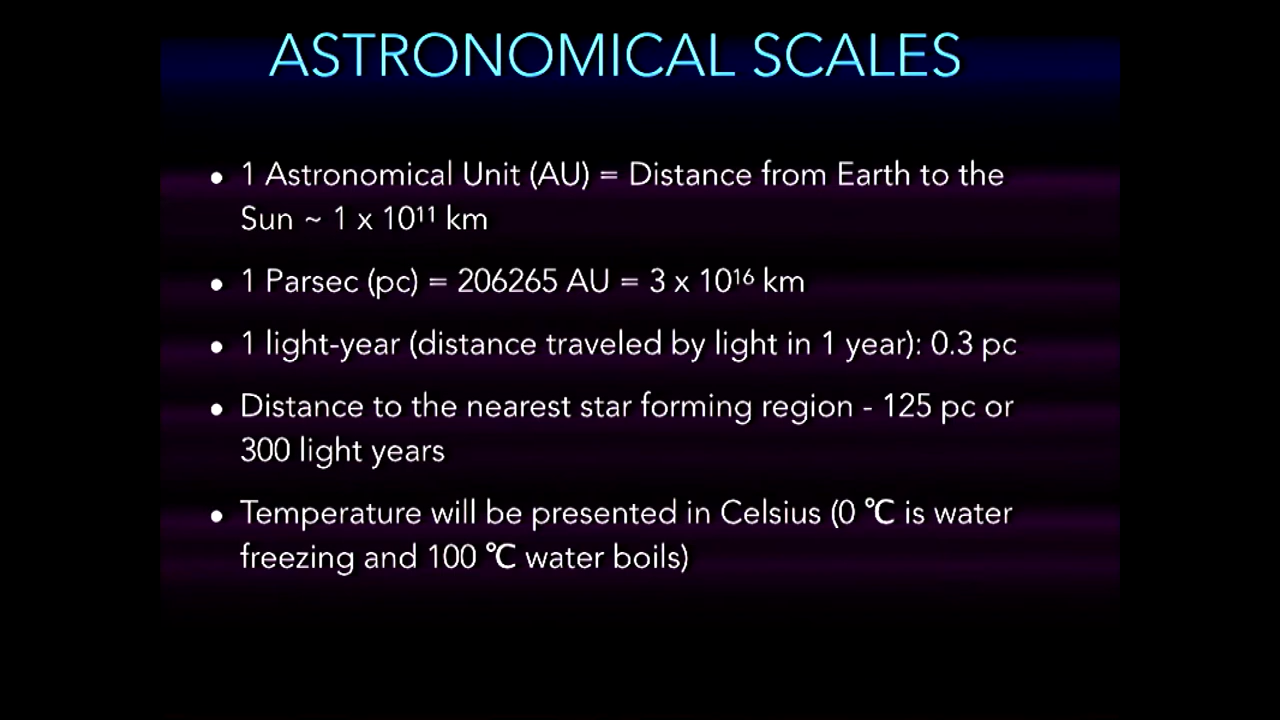 ASTRONOMICAL SCALES
• 1 Astronomical Unit (AU) = Distance from Earth to the
Sun ~ 1 x 10¹¹ km
• 1 Parsec (pc) = 206265 AU = 3 x 10¹⁶ km
• 1 light-year (distance traveled by light in 1 year): 0.3 pc
• Distance to the nearest star forming region - 125 pc or
300 light years
• Temperature will be presented in Celsius (0 ℃ is water
freezing and 100 ℃ water boils)